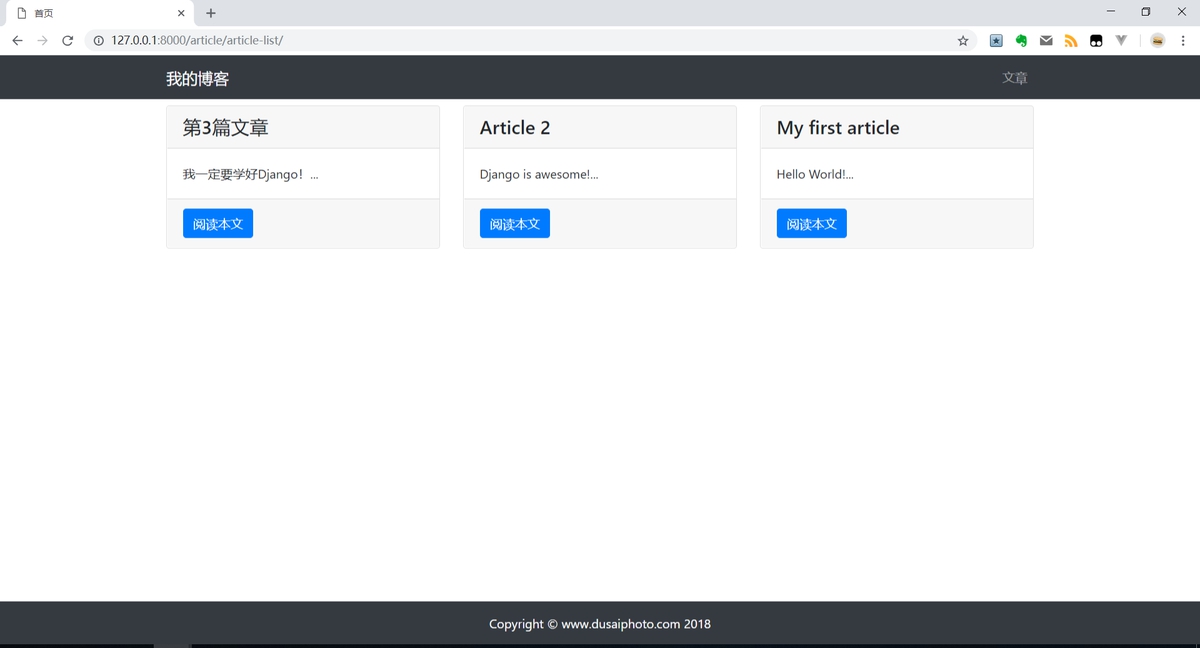 首页
127.0.0.1:8000/article/article-list/
我的博客
文章
第3篇文章
Article 2
My first article
我一定要学好Django！...
Django is awesome!...
Hello World!...
阅读本文
阅读本文
阅读本文
Copyright © www.dusaiphoto.com 2018